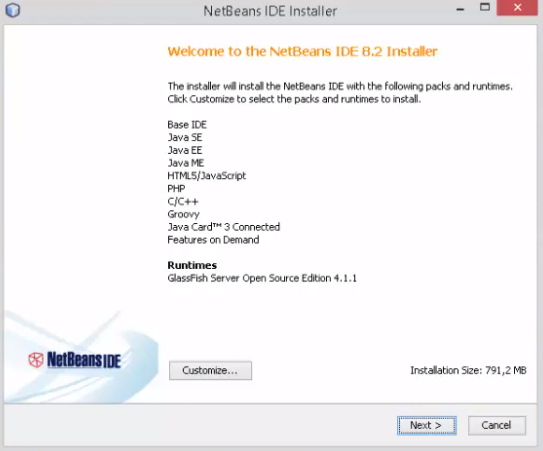 NetBeans IDE Installer
Welcome to the NetBeans IDE 8.2 Installer
The installer will install the NetBeans IDE with the following packs and runtimes.
Click Customize to select the packs and runtimes to install.
Base IDE
Java SE
Java EE
Java ME
HTML5/JavaScript
PHP
C/C++
Groovy
Java Card™ 3 Connected
Features on Demand
Runtimes
GlassFish Server Open Source Edition 4.1.1
NetBeans IDE
Customize...
Installation Size: 791,2 MB
Next >
Cancel